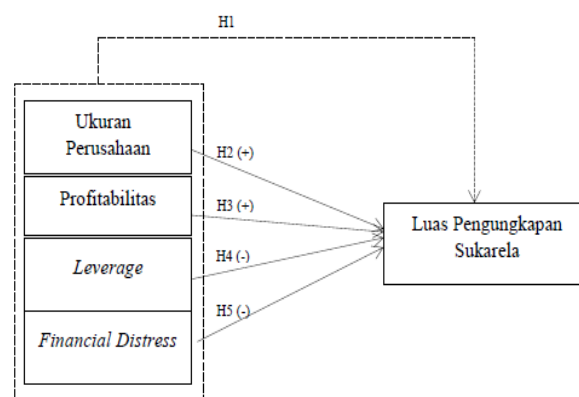 H1
Ukuran
Perusahaan
H2 (+)
Profitabilitas
H3 (+)
Luas Pengungkapan
Sukarela
Leverage
H4 (-)
H5 (-)
Financial Distress